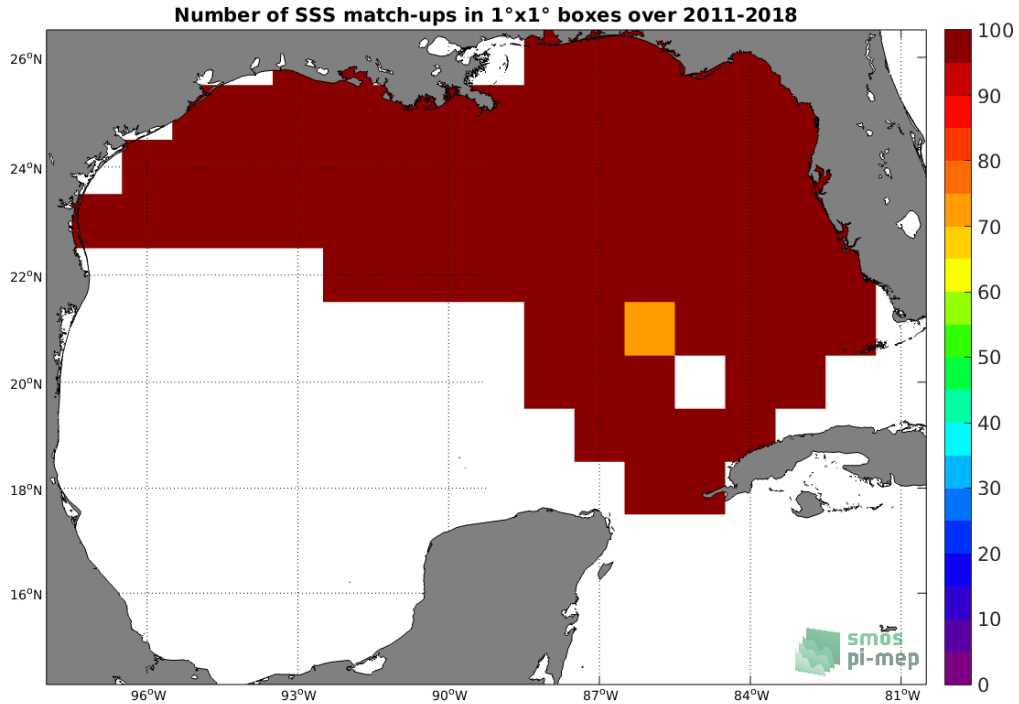 Number of SSS match-ups in 1°x1° boxes over 2011-2018
26°N
24°N
22°N
20°N
18°N
16°N
96°W
93°W
90°W
87°W
84°W
81°W
100
90
80
70
60
50
40
30
20
10
0
smos
pi-mep